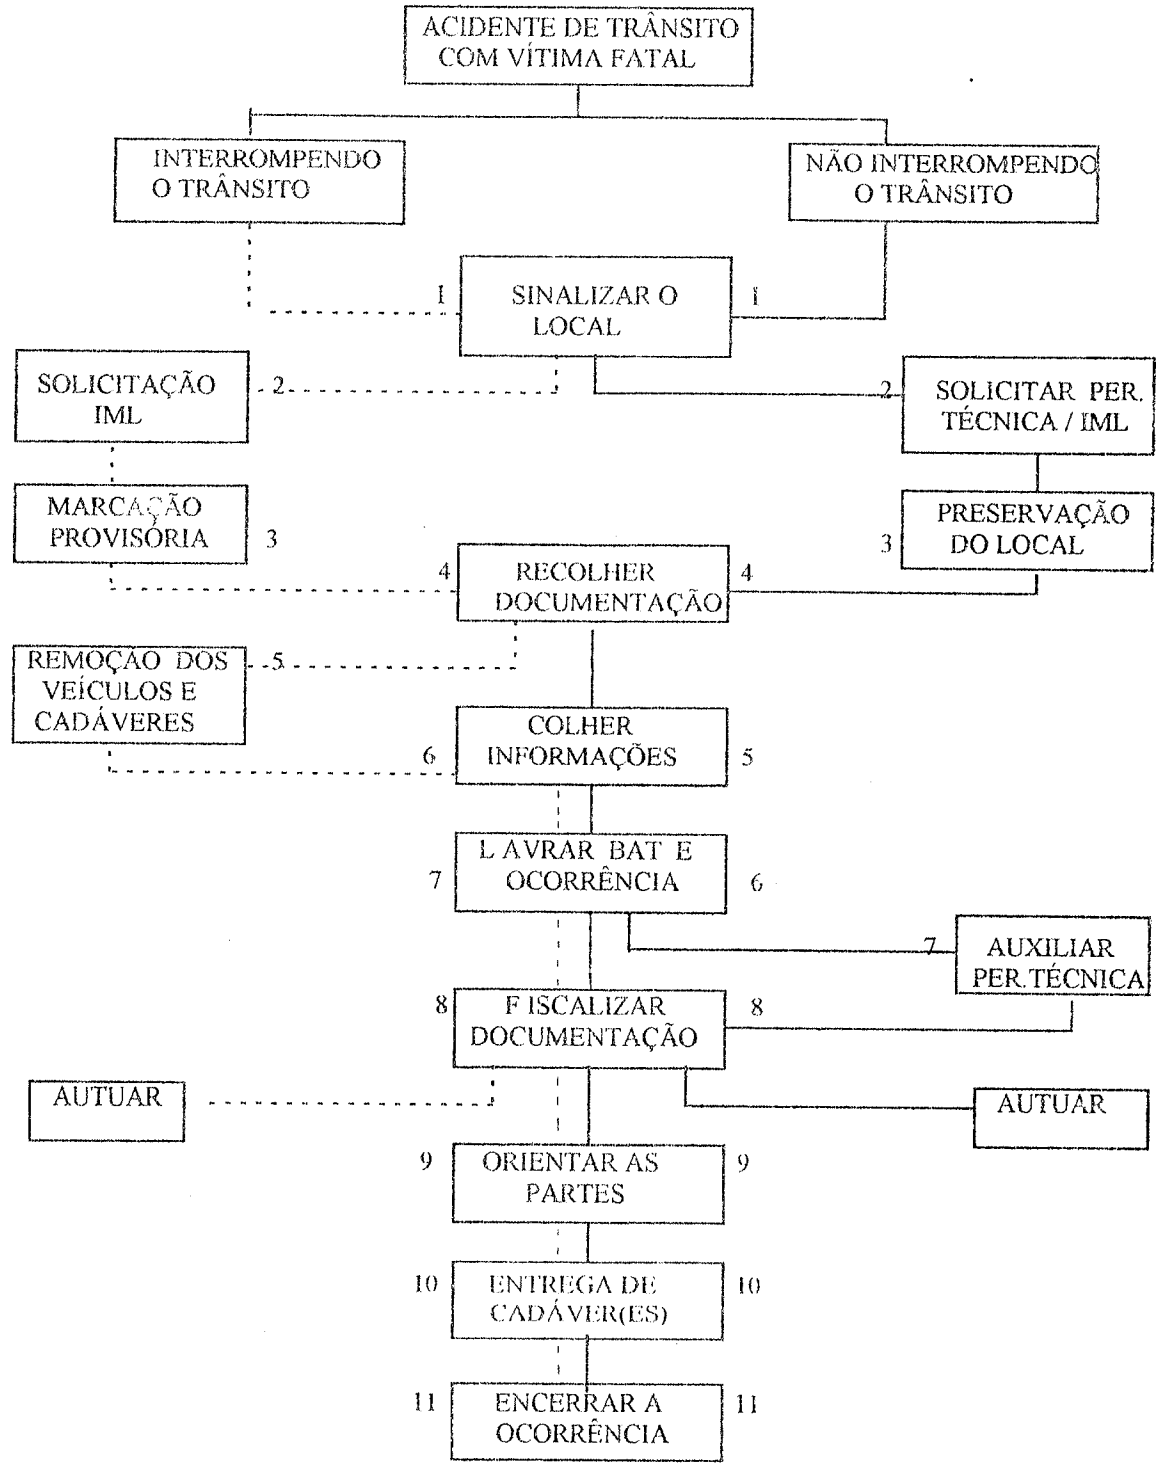 ACIDENTE DE TRÂNSITO
COM VÍTIMA FATAL
INTERROMPENDO
O TRÂNSITO
NÃO INTERROMPENDO
O TRÂNSITO
1
SINALIZAR O
LOCAL
1
SOLICITAÇÃO
IML
2
2
SOLICITAR PER.
TÉCNICA / IML
MARCAÇÃO
PROVISÓRIA
3
3
PRESERVAÇÃO
DO LOCAL
4
RECOLHER
DOCUMENTAÇÃO
4
REMOÇÃO DOS
VEÍCULOS E
CADÁVERES
5
6
COLHER
INFORMAÇÕES
5
7
L AVRAR BAT E
OCORRÊNCIA
6
7
AUXILIAR
PER.TÉCNICA
8
F ISCALIZAR
DOCUMENTAÇÃO
8
AUTUAR
AUTUAR
9
ORIENTAR AS
PARTES
9
10
ENTREGA DE
CADÁVER(ES)
10
11
ENCERRAR A
OCORRÊNCIA
11